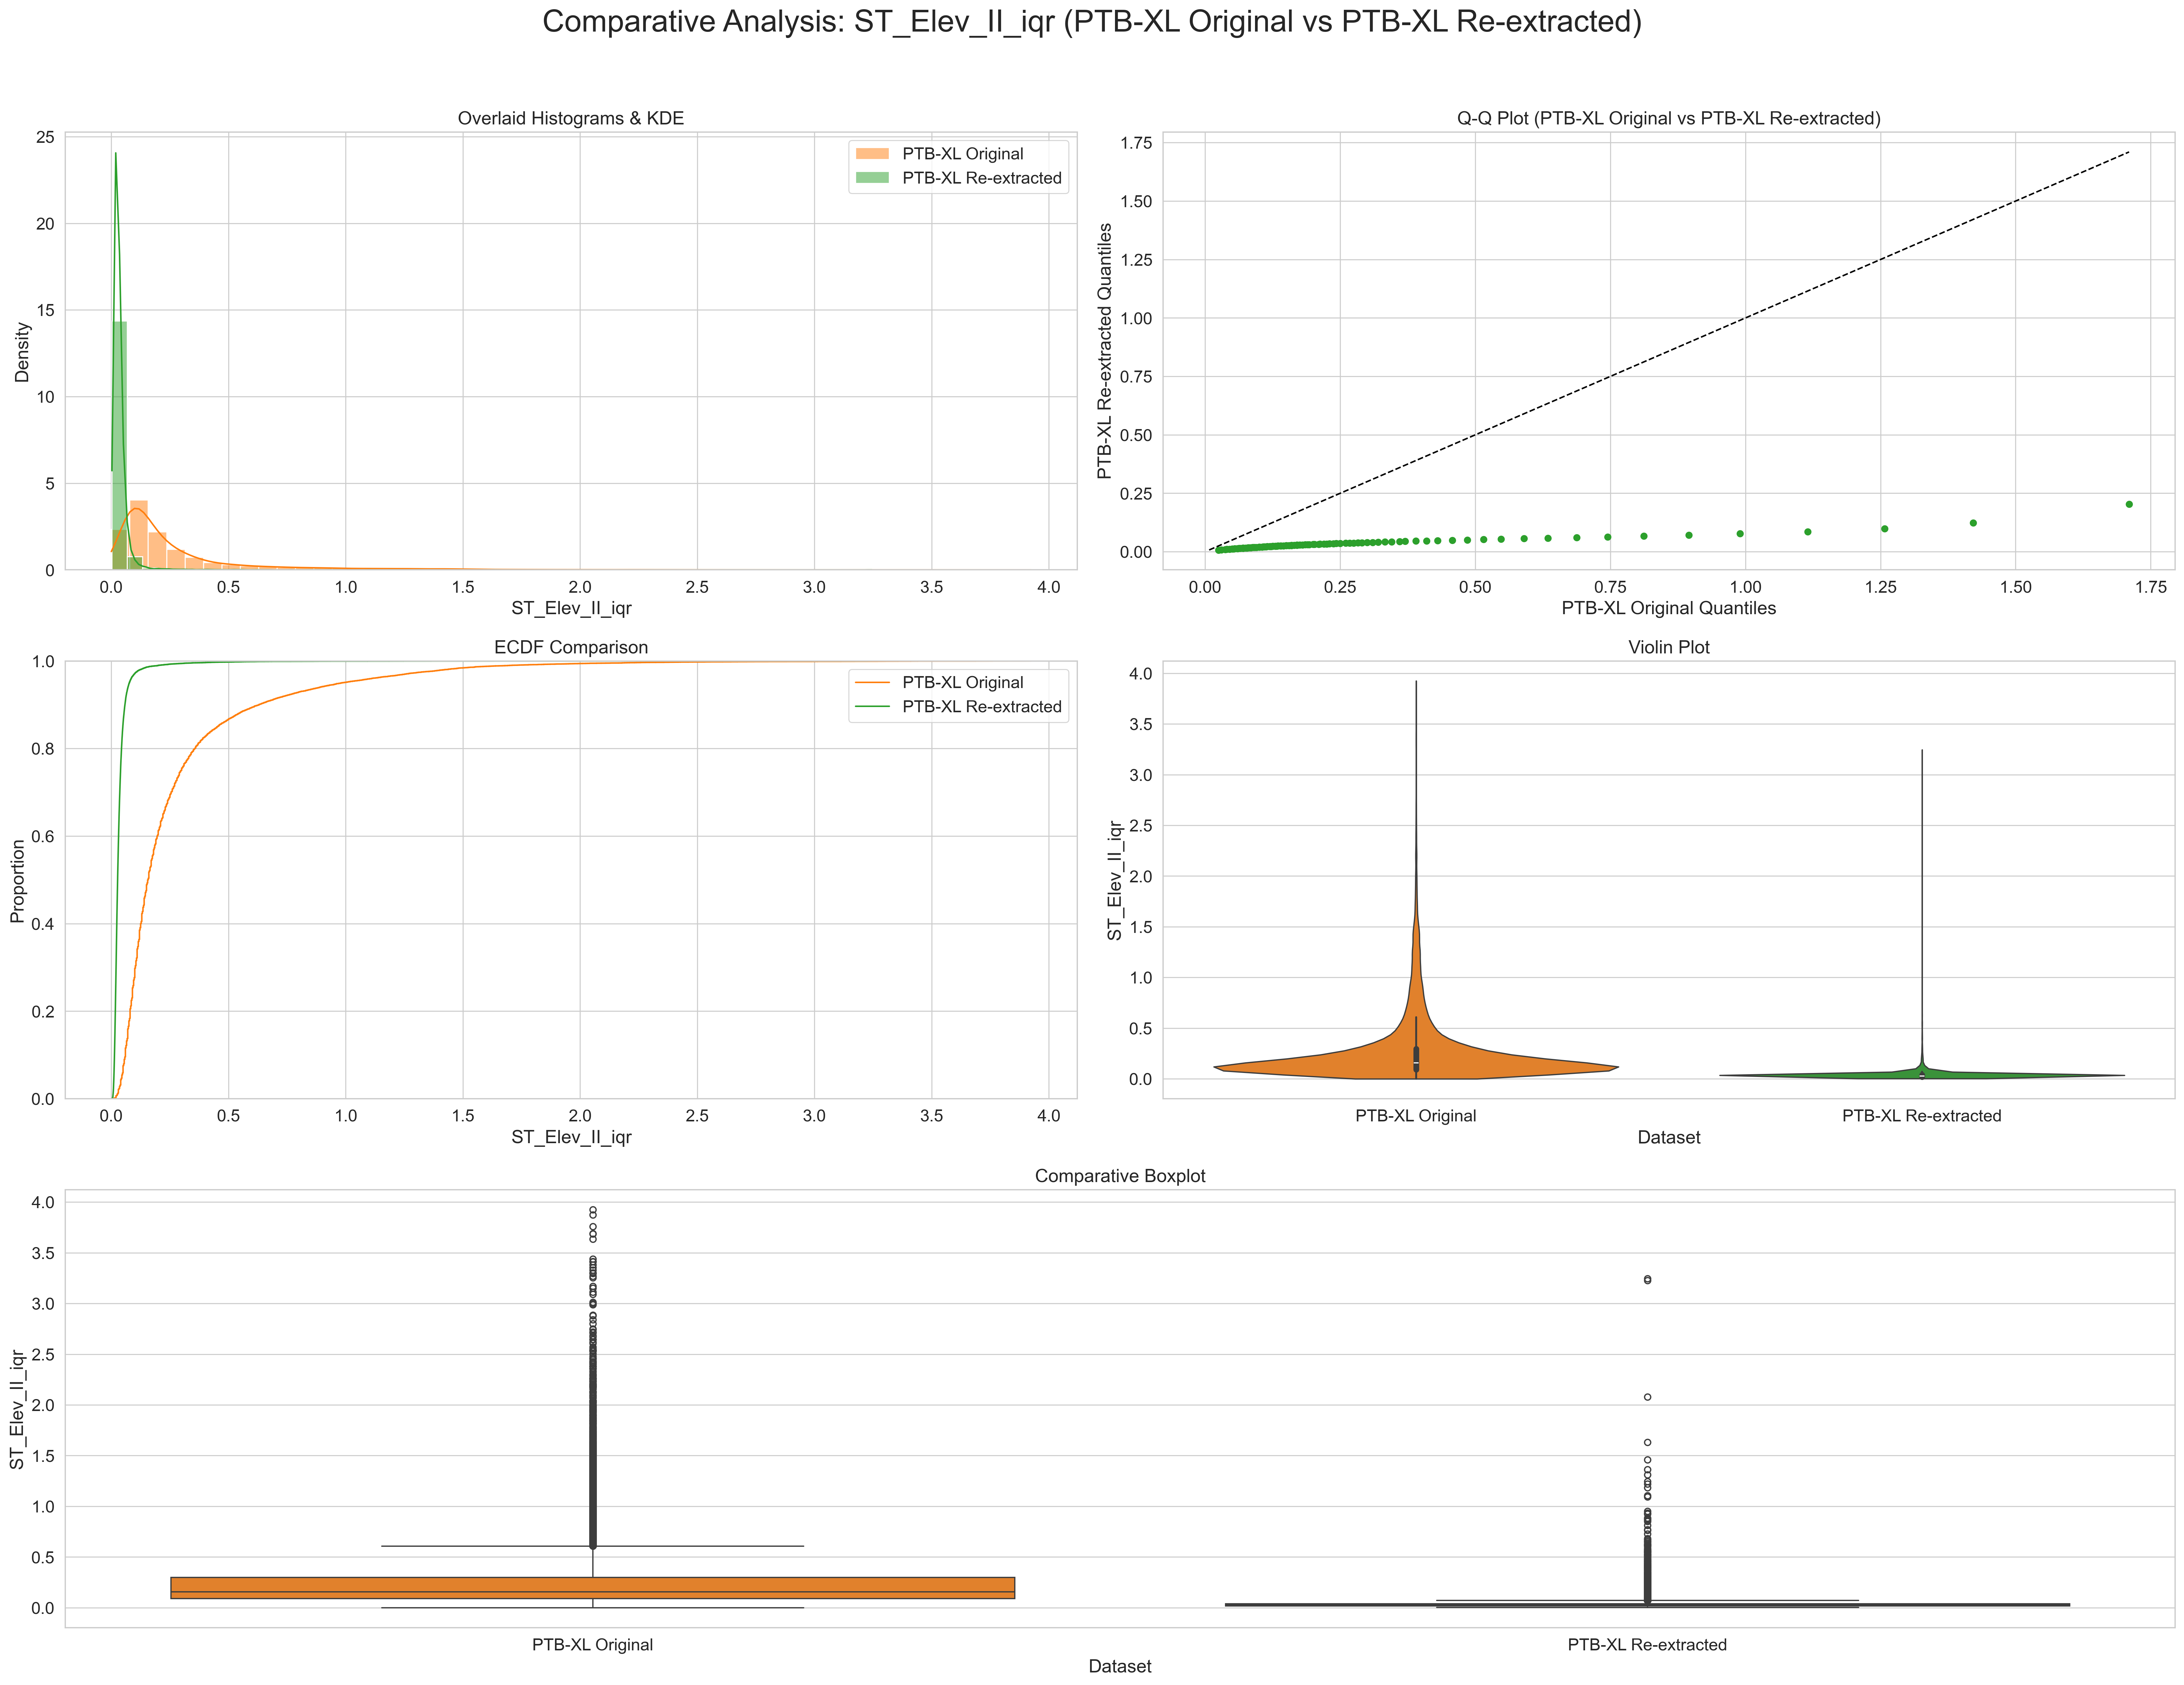 Comparative Analysis: ST_Elev_II_iqr (PTB-XL Original vs PTB-XL Re-extracted)
Overlaid Histograms & KDE
25
20
15
10
5
0
Density
0.0 0.5 1.0 1.5 2.0 2.5 3.0 3.5 4.0
ST_Elev_II_iqr
PTB-XL Original
PTB-XL Re-extracted
Q-Q Plot (PTB-XL Original vs PTB-XL Re-extracted)
1.75
1.50
1.25
1.00
0.75
0.50
0.25
0.00
PTB-XL Re-extracted Quantiles
0.00 0.25 0.50 0.75 1.00 1.25 1.50 1.75
PTB-XL Original Quantiles
ECDF Comparison
1.0
0.8
0.6
0.4
0.2
0.0
Proportion
0.0 0.5 1.0 1.5 2.0 2.5 3.0 3.5 4.0
ST_Elev_II_iqr
PTB-XL Original
PTB-XL Re-extracted
Violin Plot
4.0
3.5
3.0
2.5
2.0
1.5
1.0
0.5
0.0
ST_Elev_II_iqr
PTB-XL Original PTB-XL Re-extracted
Dataset
Comparative Boxplot
4.0
3.5
3.0
2.5
2.0
1.5
1.0
0.5
0.0
ST_Elev_II_iqr
PTB-XL Original PTB-XL Re-extracted
Dataset